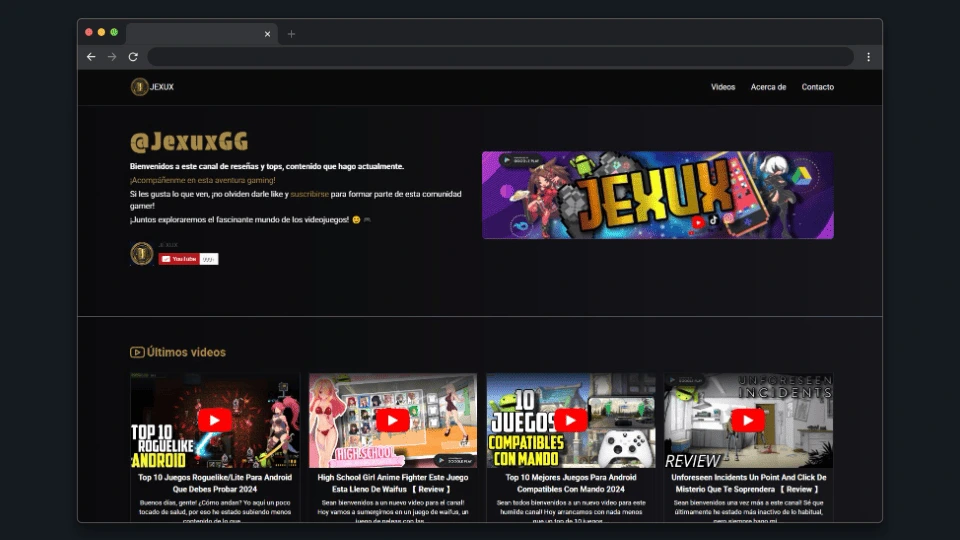 JEXUX
Videos
Acerca de
Contacto
@JexuxGG
Bienvenidos a este canal de reseñas y tops, contenido que hago actualmente.
¡Acompáñenme en esta aventura gaming!
Si les gusta lo que ven, ¡no olviden darle like y suscribirse para formar parte de esta comunidad
gamer!
¡Juntos exploraremos el fascinante mundo de los videojuegos!
JEXUX
JEXUX
YouTube
Últimos videos
TOP 10
ROGUELIKE
ANDROID
HIGH SCHOOL
10
JUEGOS
COMPATIBLES
CON MANDO
UNFORESEEN
INCIDENTS
REVIEW
Top 10 Juegos Roguelike/Lite Para Android
Que Debes Probar 2024
Buenos días, gente! ¿Cómo andan? Yo aquí un poco
tocado de salud, por eso he estado subiendo menos
contenido de lo que
High School Girl Anime Fighter Este Juego
Esta Lleno De Waifus 【 Review 】
Sean bienvenidos a un nuevo video para el canal!
Hoy vamos a sumergirnos en un juego de waifus, un
juego de peleas con las
Top 10 Mejores Juegos Para Android
Compatibles Con Mando 2024
Sean todos bienvenidos a un nuevo video para este
humilde canal! Hoy arrancamos con nada menos
que un top de 10 juegos
Unforeseen Incidents Un Point And Click De
Misterio Que Te Sorprendera 【 Review 】
Sean bienvenidos una vez más a este canal! Sé que
últimamente he estado más inactivo de lo habitual,
pero siempre hago mi